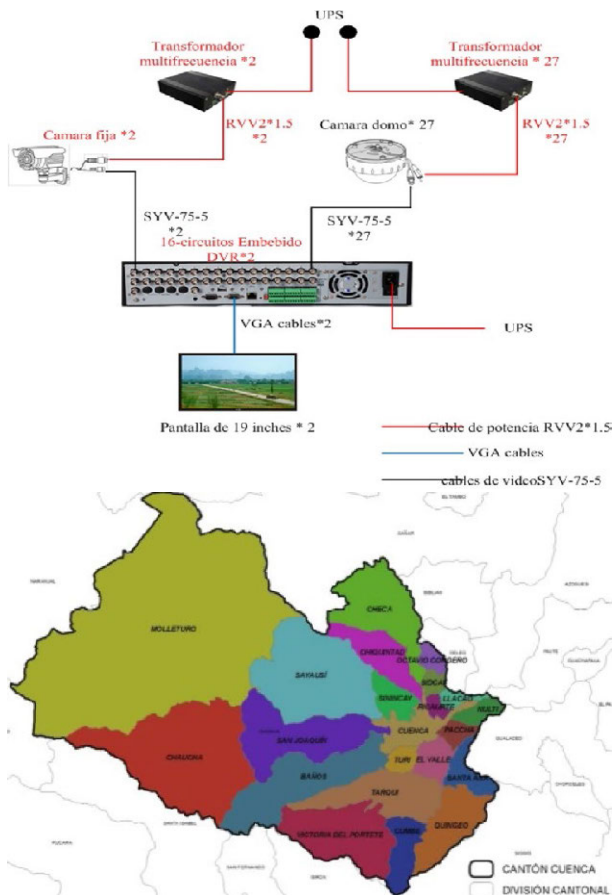 UPS
Transformador
multifrecuencia *2
Transformador
multifrecuencia * 27
RVV2*1.5
*2
Camara fija *2
Camara domo* 27
RVV2*1.5
*27
SYV-75-5
*2
SYV-75-5
*27
16-circuitos Embebido
DVR*2
VGA cables*2
UPS
Pantalla de 19 inches * 2
Cable de potencia RVV2*1.5
VGA cables
cables de videoSYV-75-5
MOLLETURO
CHECA
CHIQUINTAD
OCTAVIO CORDERO
SAYAUSÍ
SININCAY
LLACAO
NULTI
CUENCA
PACCHA
SAN JOAQUÍN
CHAUCHA
TURI
EL VALLE
BAÑOS
SANTA ANA
TARQUI
VICTORIA DEL PORTETE
CUMBE
QUINGEO
CANTÓN CUENCA
DIVISIÓN CANTONAL